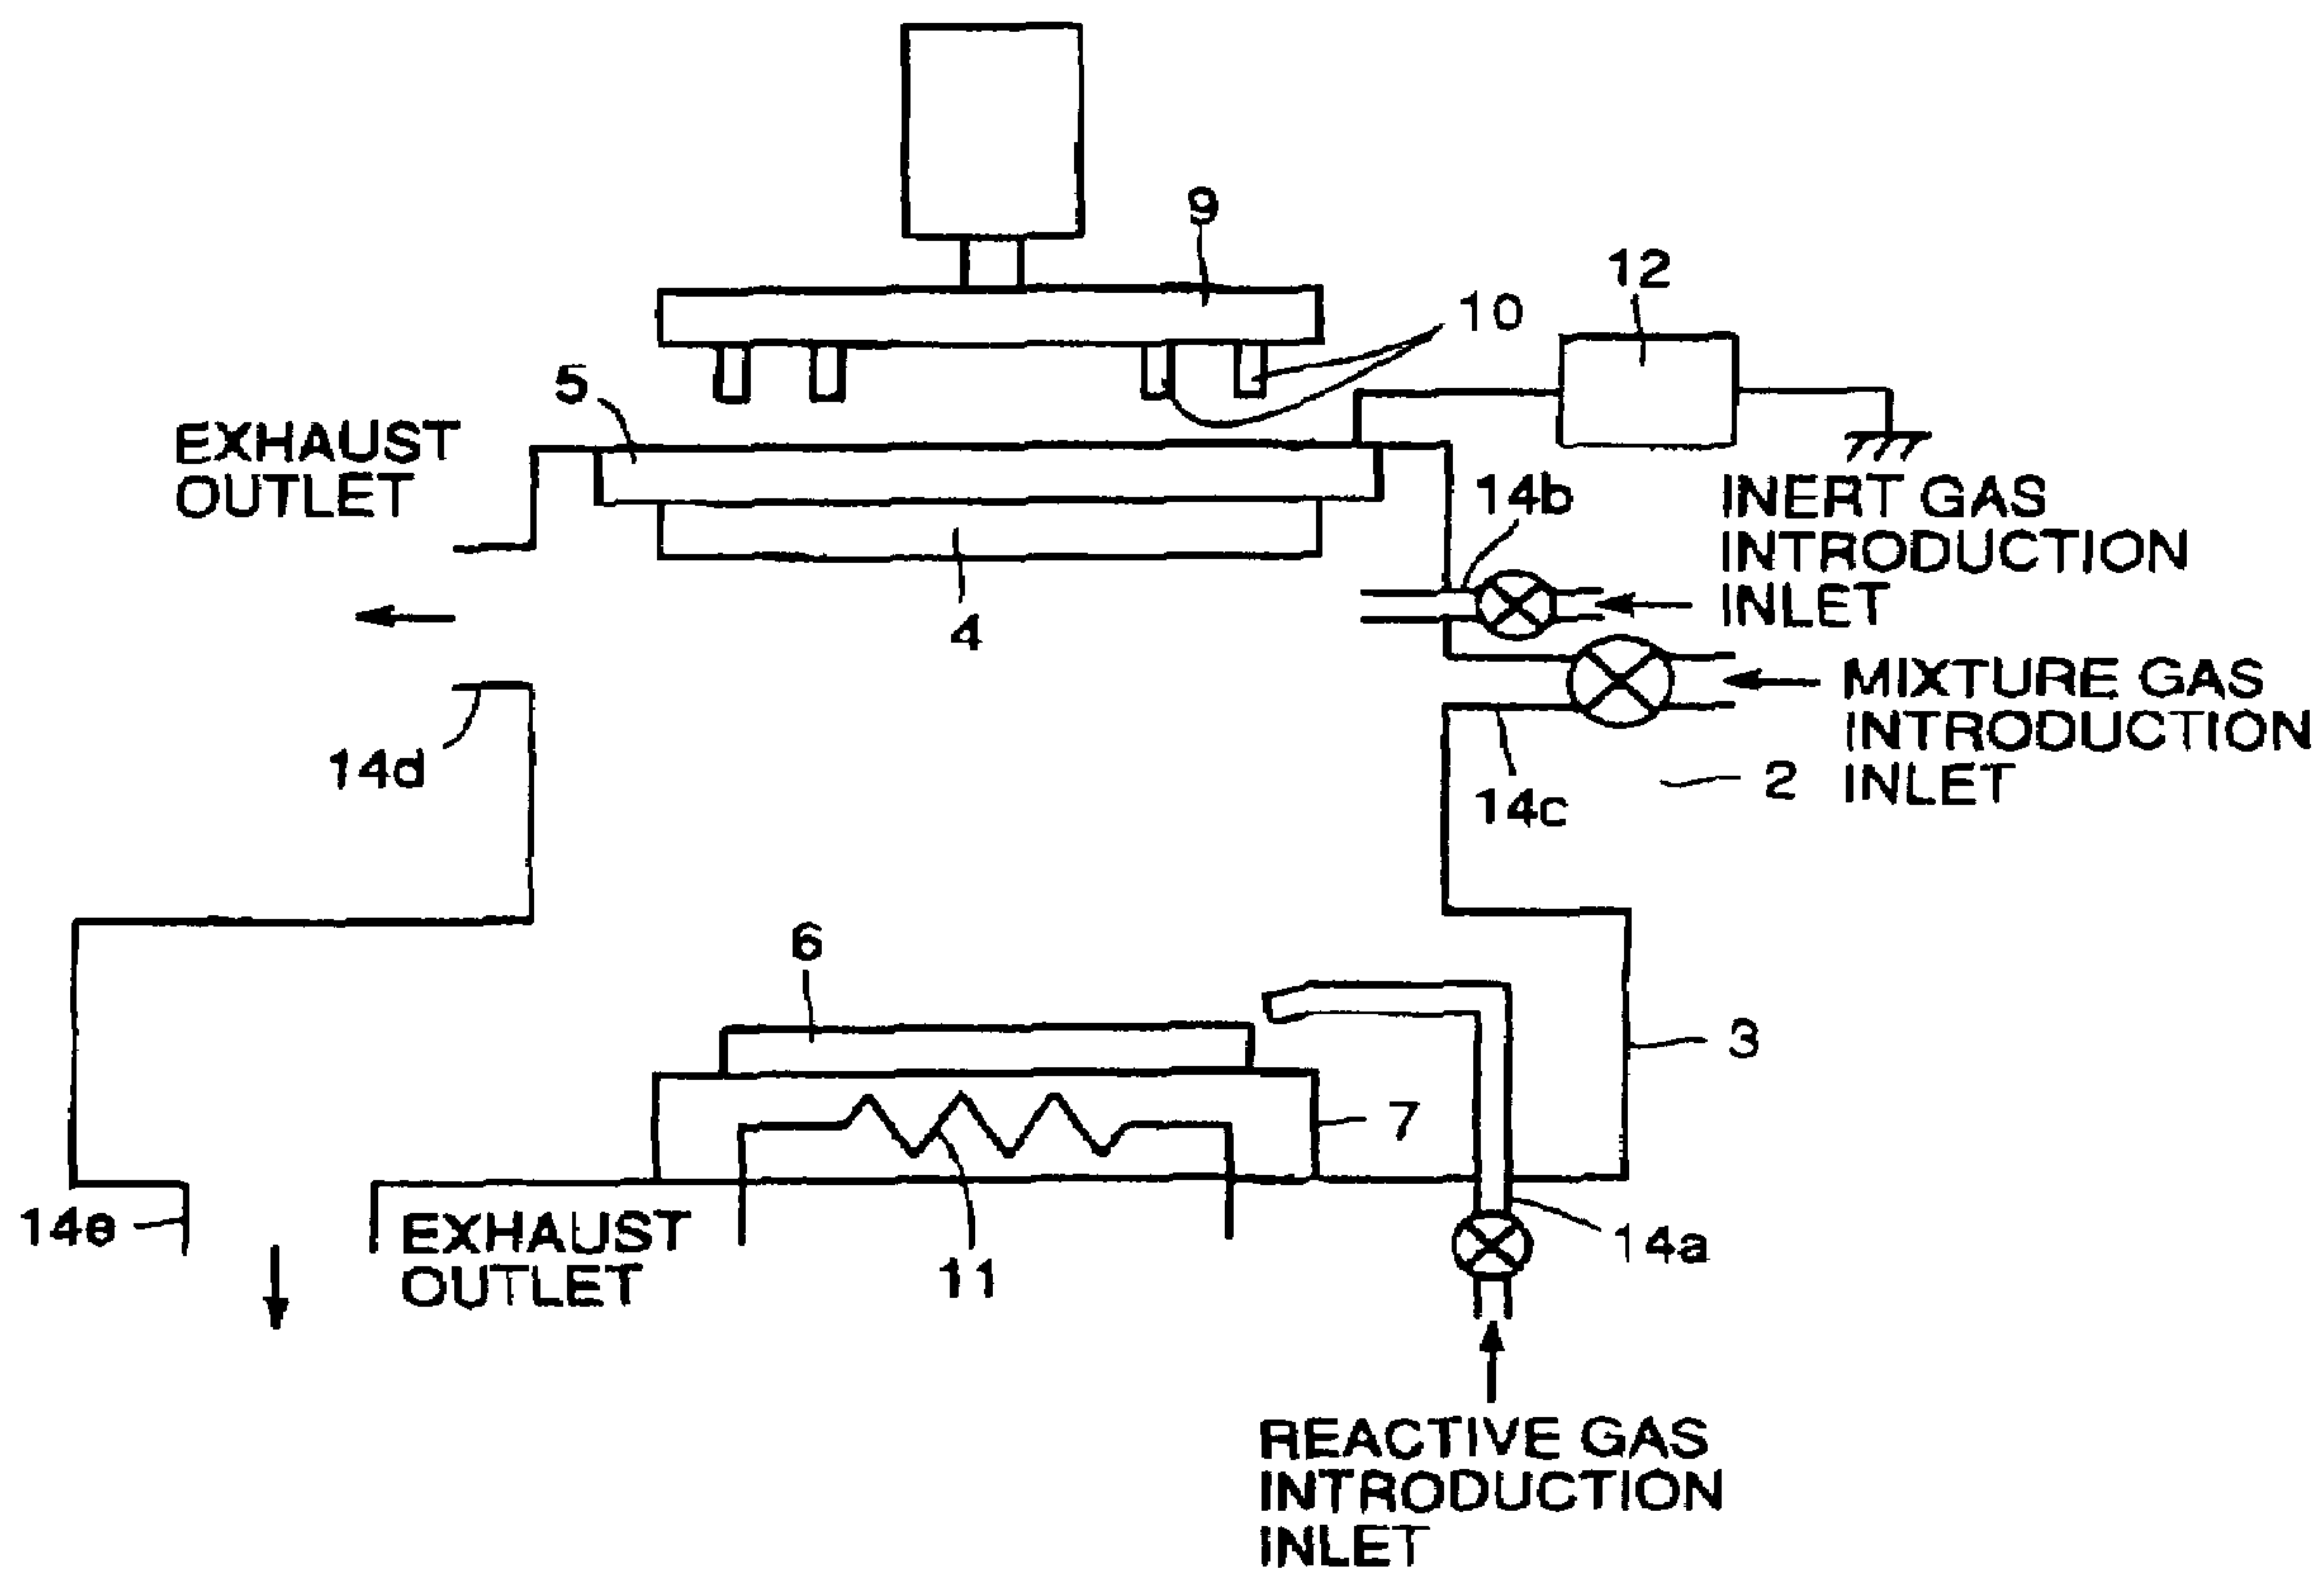 9
12
10
5
EXHAUST
OUTLET
14b
INERT GAS
INTRODUCTION
INLET
4
MIXTURE GAS
INTRODUCTION
INLET
14d
14c
2
6
3
7
14e
EXHAUST
OUTLET
11
14a
REACTIVE GAS
INTRODUCTION
INLET